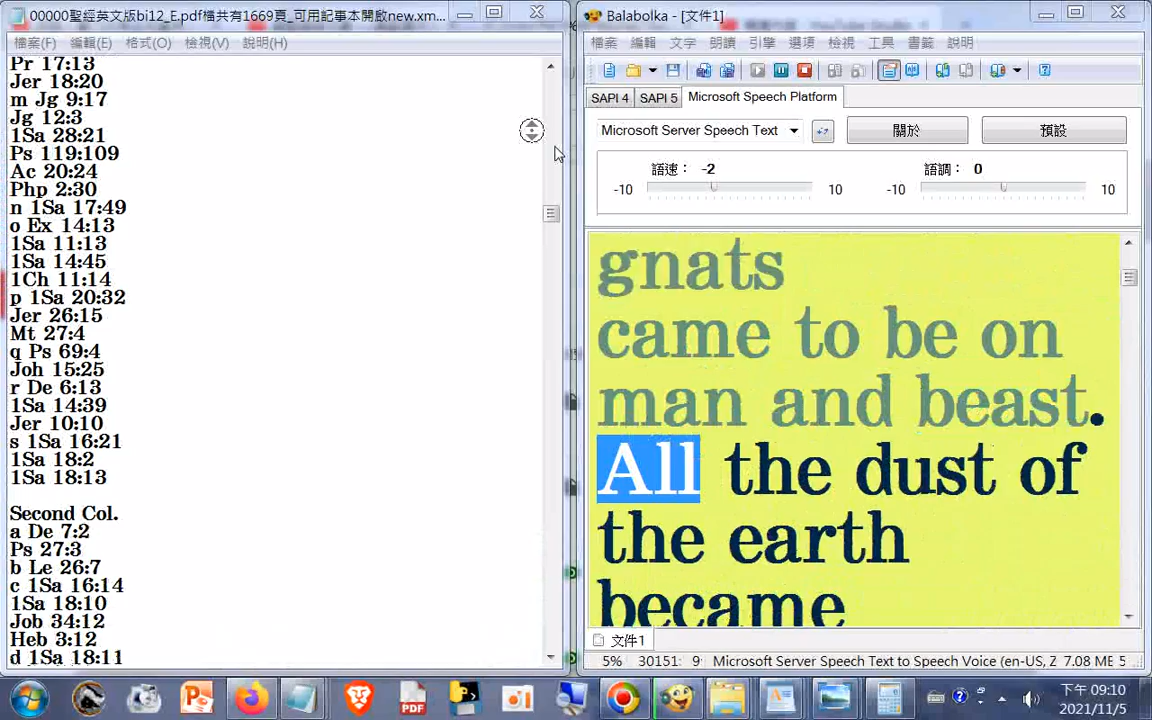 00000聖經英文版bi12_E.pdf檔共有1669頁_可用記事本開啟new.xm...
檔案(F) 編輯(E) 格式(O) 檢視(V) 說明(H)
Pr 17:13
Jer 18:20
m Jg 9:17
Jg 12:3
1Sa 28:21
Ps 119:109
Ac 20:24
Php 2:30
n 1Sa 17:49
o Ex 14:13
1Sa 11:13
1Sa 14:45
1Ch 11:14
p 1Sa 20:32
Jer 26:15
Mt 27:4
q Ps 69:4
Joh 15:25
r De 6:13
1Sa 14:39
Jer 10:10
s 1Sa 16:21
1Sa 18:2
1Sa 18:13
Second Col.
a De 7:2
Ps 27:3
b Le 26:7
c 1Sa 16:14
1Sa 18:10
Job 34:12
Heb 3:12
d 1Sa 18:11
Balabolka - [文件1]
檔案 編輯 文字 朗讀 引擎 選項 檢視 工具 書籤 說明
SAPI 4 SAPI 5 Microsoft Speech Platform
Microsoft Server Speech Text 關於 預設
語速： -2 語調： 0
-10 10 -10 10
gnats
came to be on
man and beast.
All the dust of
the earth
became
文件1
5% 30151: 9 Microsoft Server Speech Text to Speech Voice (en-US, Z 7.08 MB 5
PDF
下午 09:10
2021/11/5